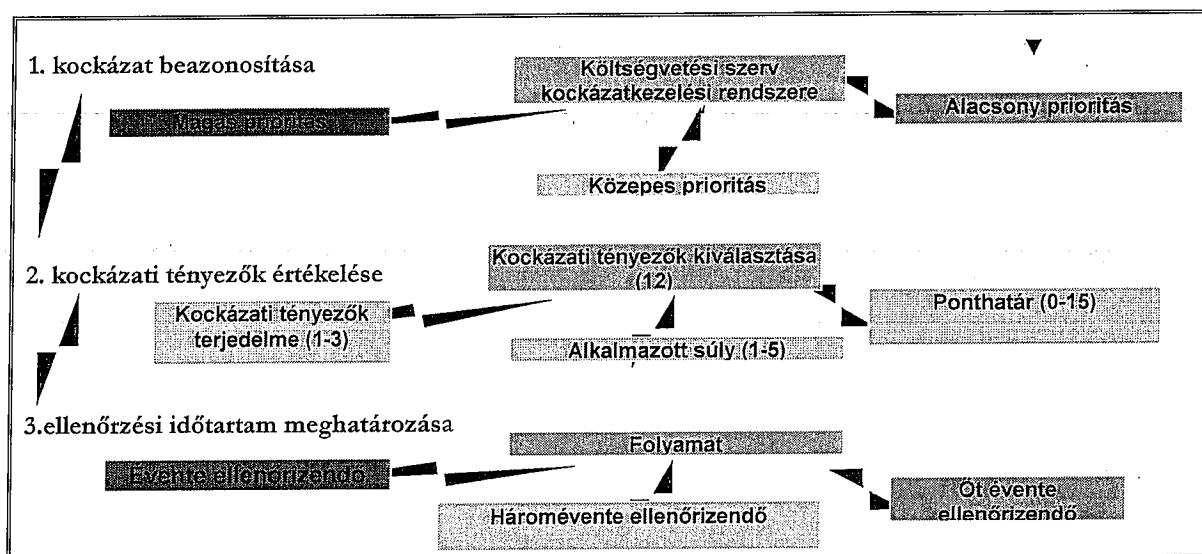 1. kockázat beazonosítása
Költségvetési szerv
kockázatkezelési rendszere
Magas prioritás
Alacsony prioritás
Közepes prioritás
2. kockázati tényezők értékelése
Kockázati tényezők kiválasztása
(12)
Kockázati tényezők
terjedelme (1-3)
Ponthatár (0-15)
Alkalmazott súly (1-5)
3.ellenőrzési időtartam meghatározása
Folyamat
Évente ellenőrizendő
Háromévente ellenőrizendő
Öt évente
ellenőrizendő